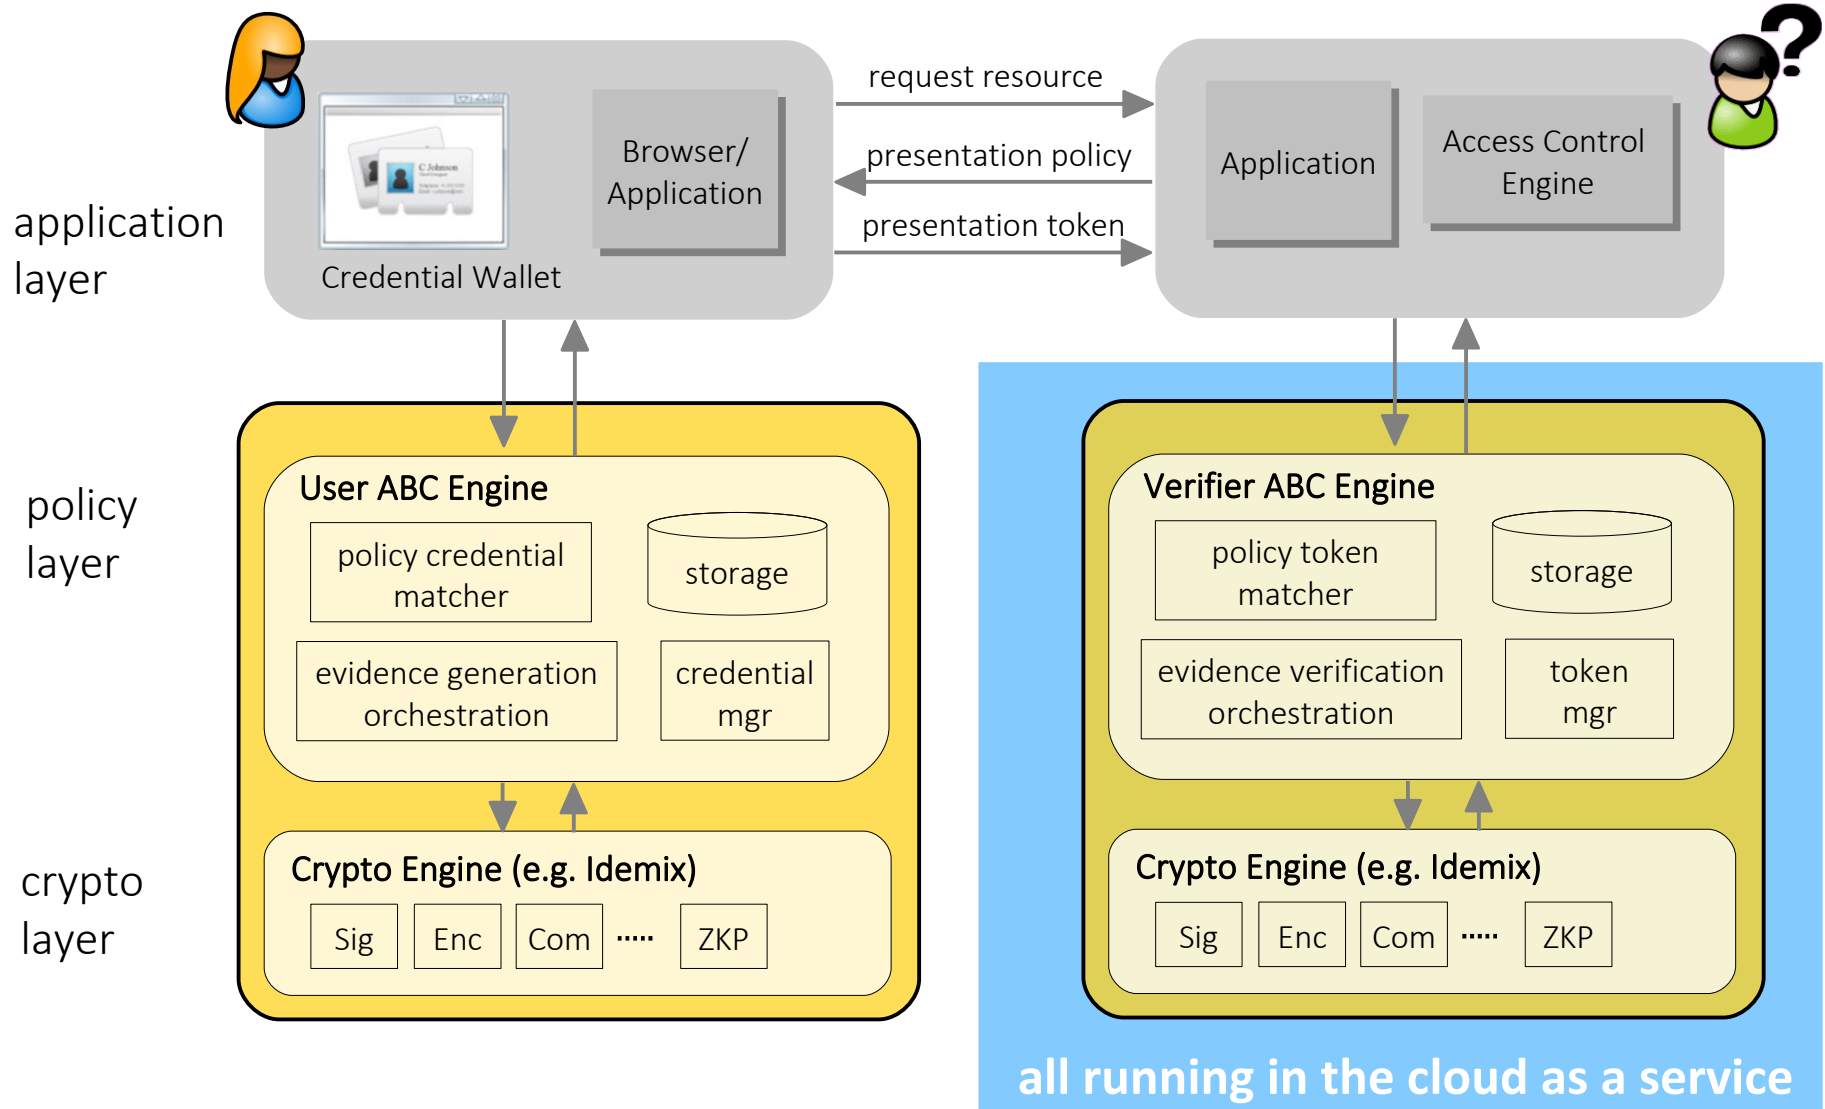 request resource
presentation policy
presentation token
C Johnson
Browser/
Application
Credential Wallet
Application
Access Control
Engine
application
layer
policy
layer
crypto
layer
User ABC Engine
policy credential
matcher
storage
evidence generation
orchestration
credential
mgr
Crypto Engine (e.g. Idemix)
Sig
Enc
Com
.....
ZKP
Verifier ABC Engine
policy token
matcher
storage
evidence verification
orchestration
token
mgr
Crypto Engine (e.g. Idemix)
Sig
Enc
Com
.....
ZKP
all running in the cloud as a service